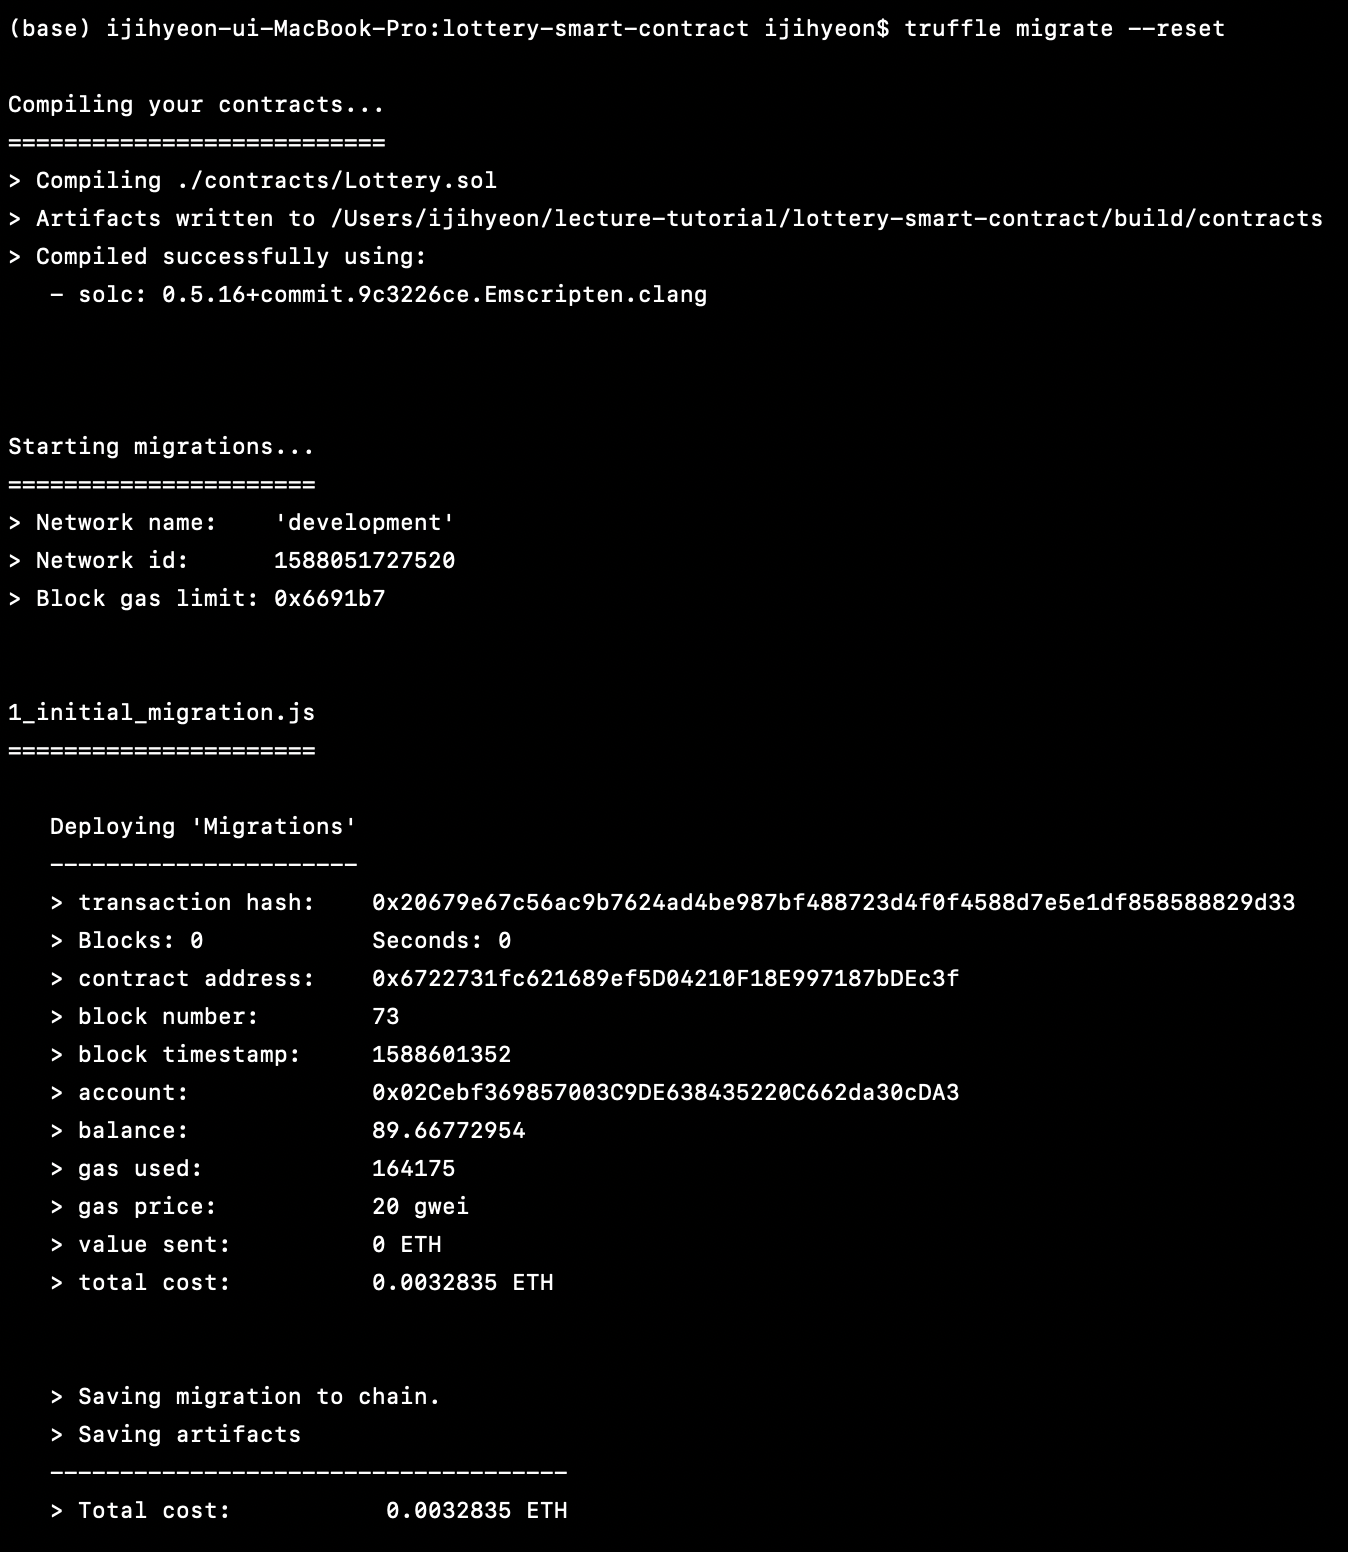 (base) ijihyeon-ui-MacBook-Pro:lottery-smart-contract ijihyeon$ truffle migrate --reset
Compiling your contracts...
===========================
> Compiling ./contracts/Lottery.sol
> Artifacts written to /Users/ijihyeon/lecture-tutorial/lottery-smart-contract/build/contracts
> Compiled successfully using:
   - solc: 0.5.16+commit.9c3226ce.Emscripten.clang
Starting migrations...
======================
> Network name:    'development'
> Network id:      1588051727520
> Block gas limit: 0x6691b7
1_initial_migration.js
======================
   Deploying 'Migrations'
   ----------------------
   > transaction hash:    0x20679e67c56ac9b7624ad4be987bf488723d4f0f4588d7e5e1df858588829d33
   > Blocks: 0            Seconds: 0
   > contract address:    0x6722731fc621689ef5D04210F18E997187bDEc3f
   > block number:        73
   > block timestamp:     1588601352
   > account:             0x02Cebf369857003C9DE638435220C662da30cDA3
   > balance:             89.66772954
   > gas used:            164175
   > gas price:           20 gwei
   > value sent:          0 ETH
   > total cost:          0.0032835 ETH
   > Saving migration to chain.
   > Saving artifacts
   -------------------------------------
   > Total cost:           0.0032835 ETH